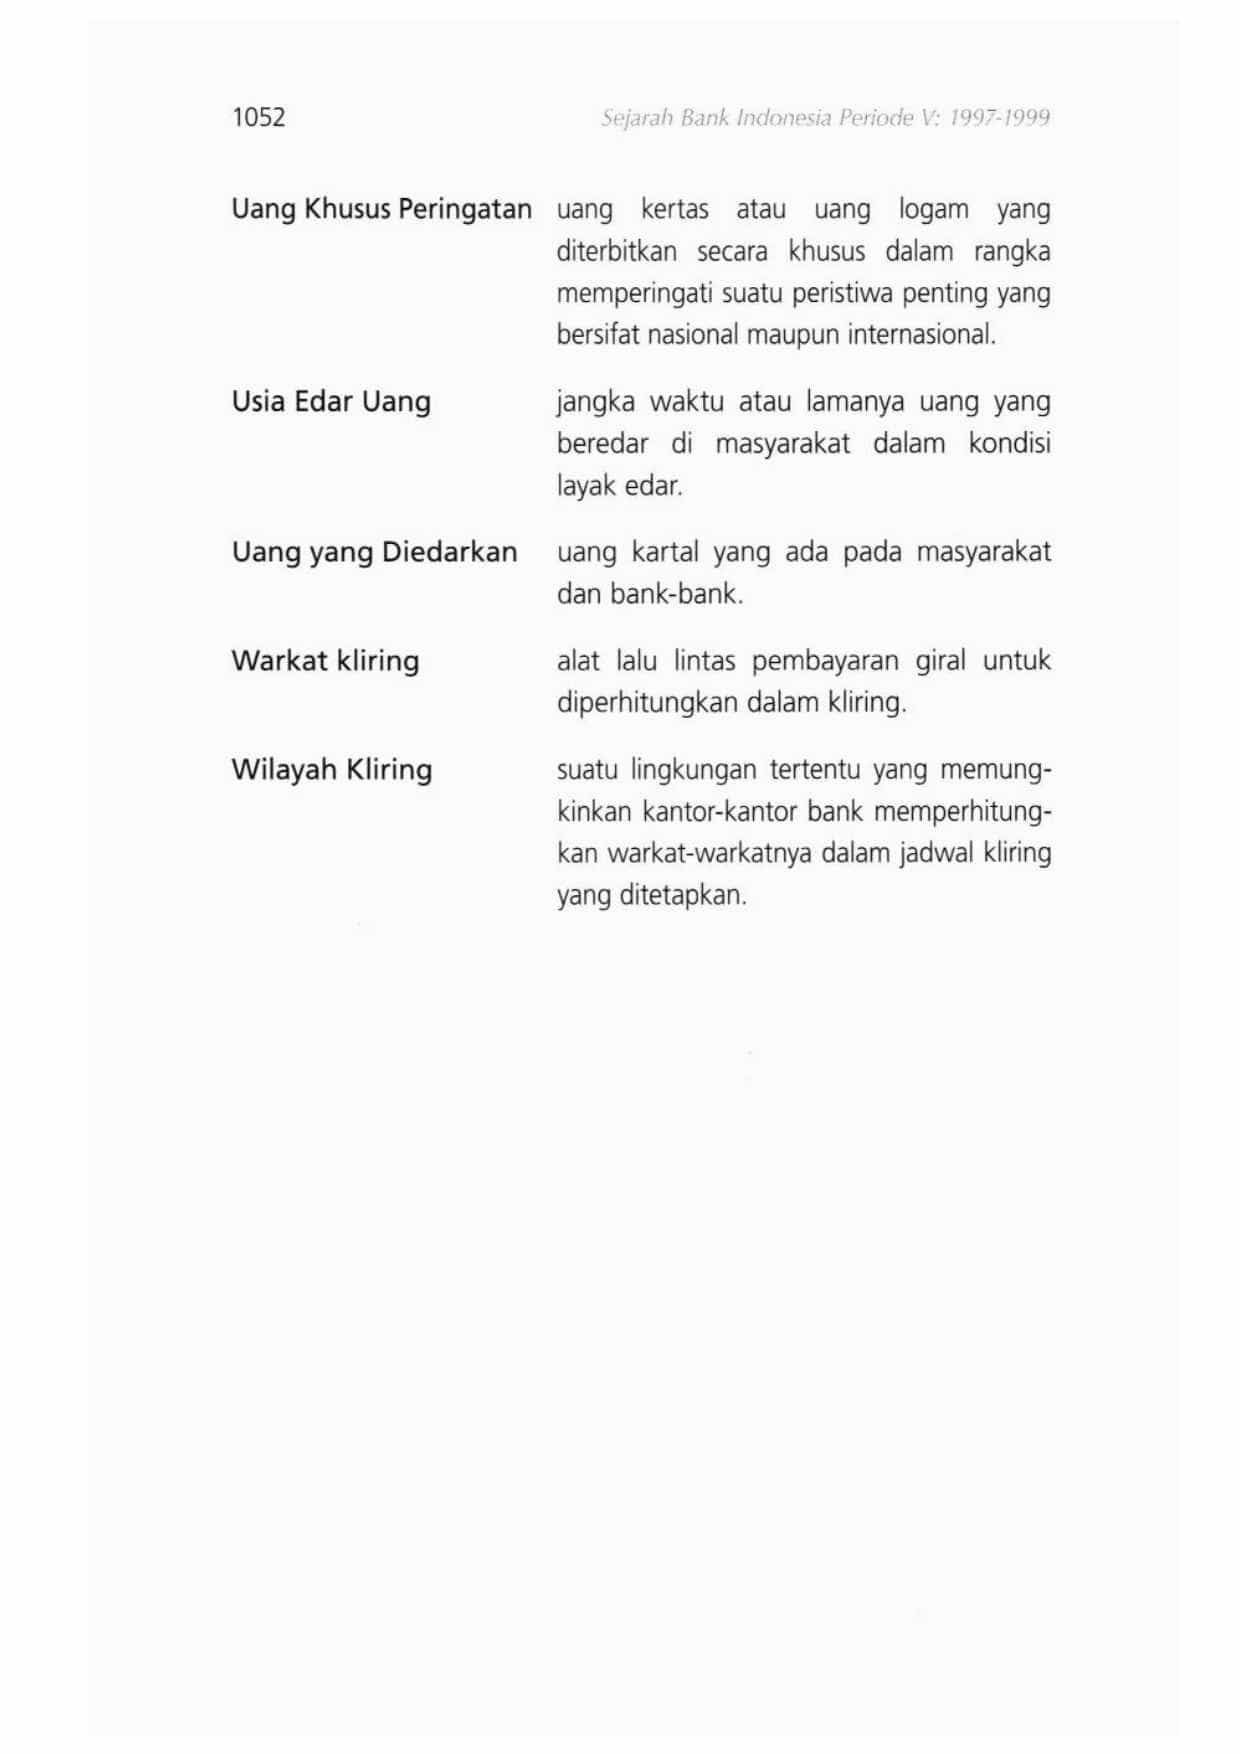 1052 Sejarah Bank Indonesia Periode V: 1997-1999
Uang Khusus Peringatan uang kertas atau uang logam yang
diterbitkan secara khusus dalam rangka
memperingati suatu peristiwa penting yang
bersifat nasional maupun internasional.
Usia Edar Uang jangka waktu atau lamanya uang yang
beredar di masyarakat dalam kondisi
layak edar.
Uang yang Diedarkan uang kartal yang ada pada masyarakat
dan bank-bank.
Warkat kliring alat lalu lintas pembayaran giral untuk
diperhitungkan dalam kliring.
Wilayah Kliring suatu lingkungan tertentu yang memung-
kinkan kantor-kantor bank memperhitung-
kan warkat-warkatnya dalam jadwal kliring
yang ditetapkan.